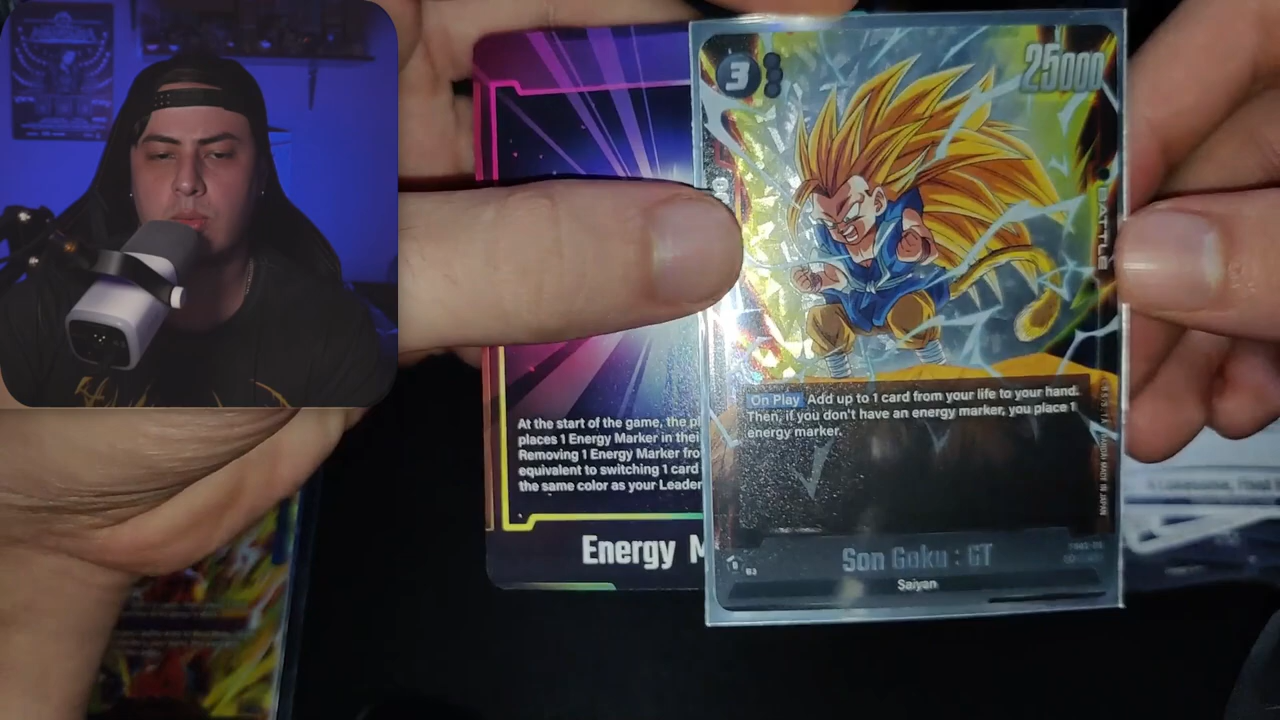 3
25000
BATTLE
On Play Add up to 1 card from your life to your hand.
Then, if you don't have an energy marker, you place 1
energy marker.
Son Goku : GT
Saiyan
At the start of the game, the pl
places 1 Energy Marker in thei
Removing 1 Energy Marker fro
equivalent to switching 1 card
the same color as your Leader
Energy M